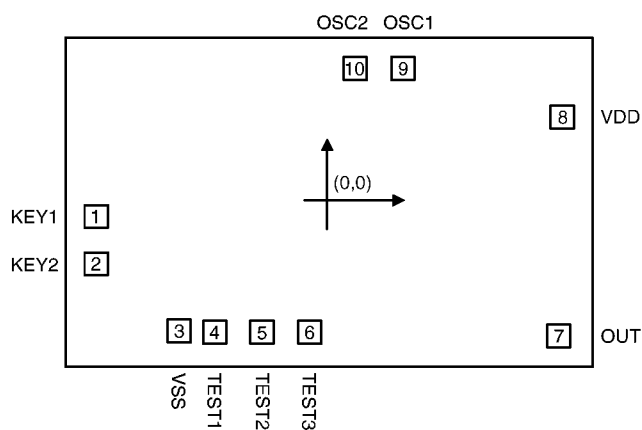 OSC2 OSC1
10 9
8 VDD
(0,0)
KEY1 1
KEY2 2
3 4 5 6 7 OUT
VSS
TEST1
TEST2
TEST3